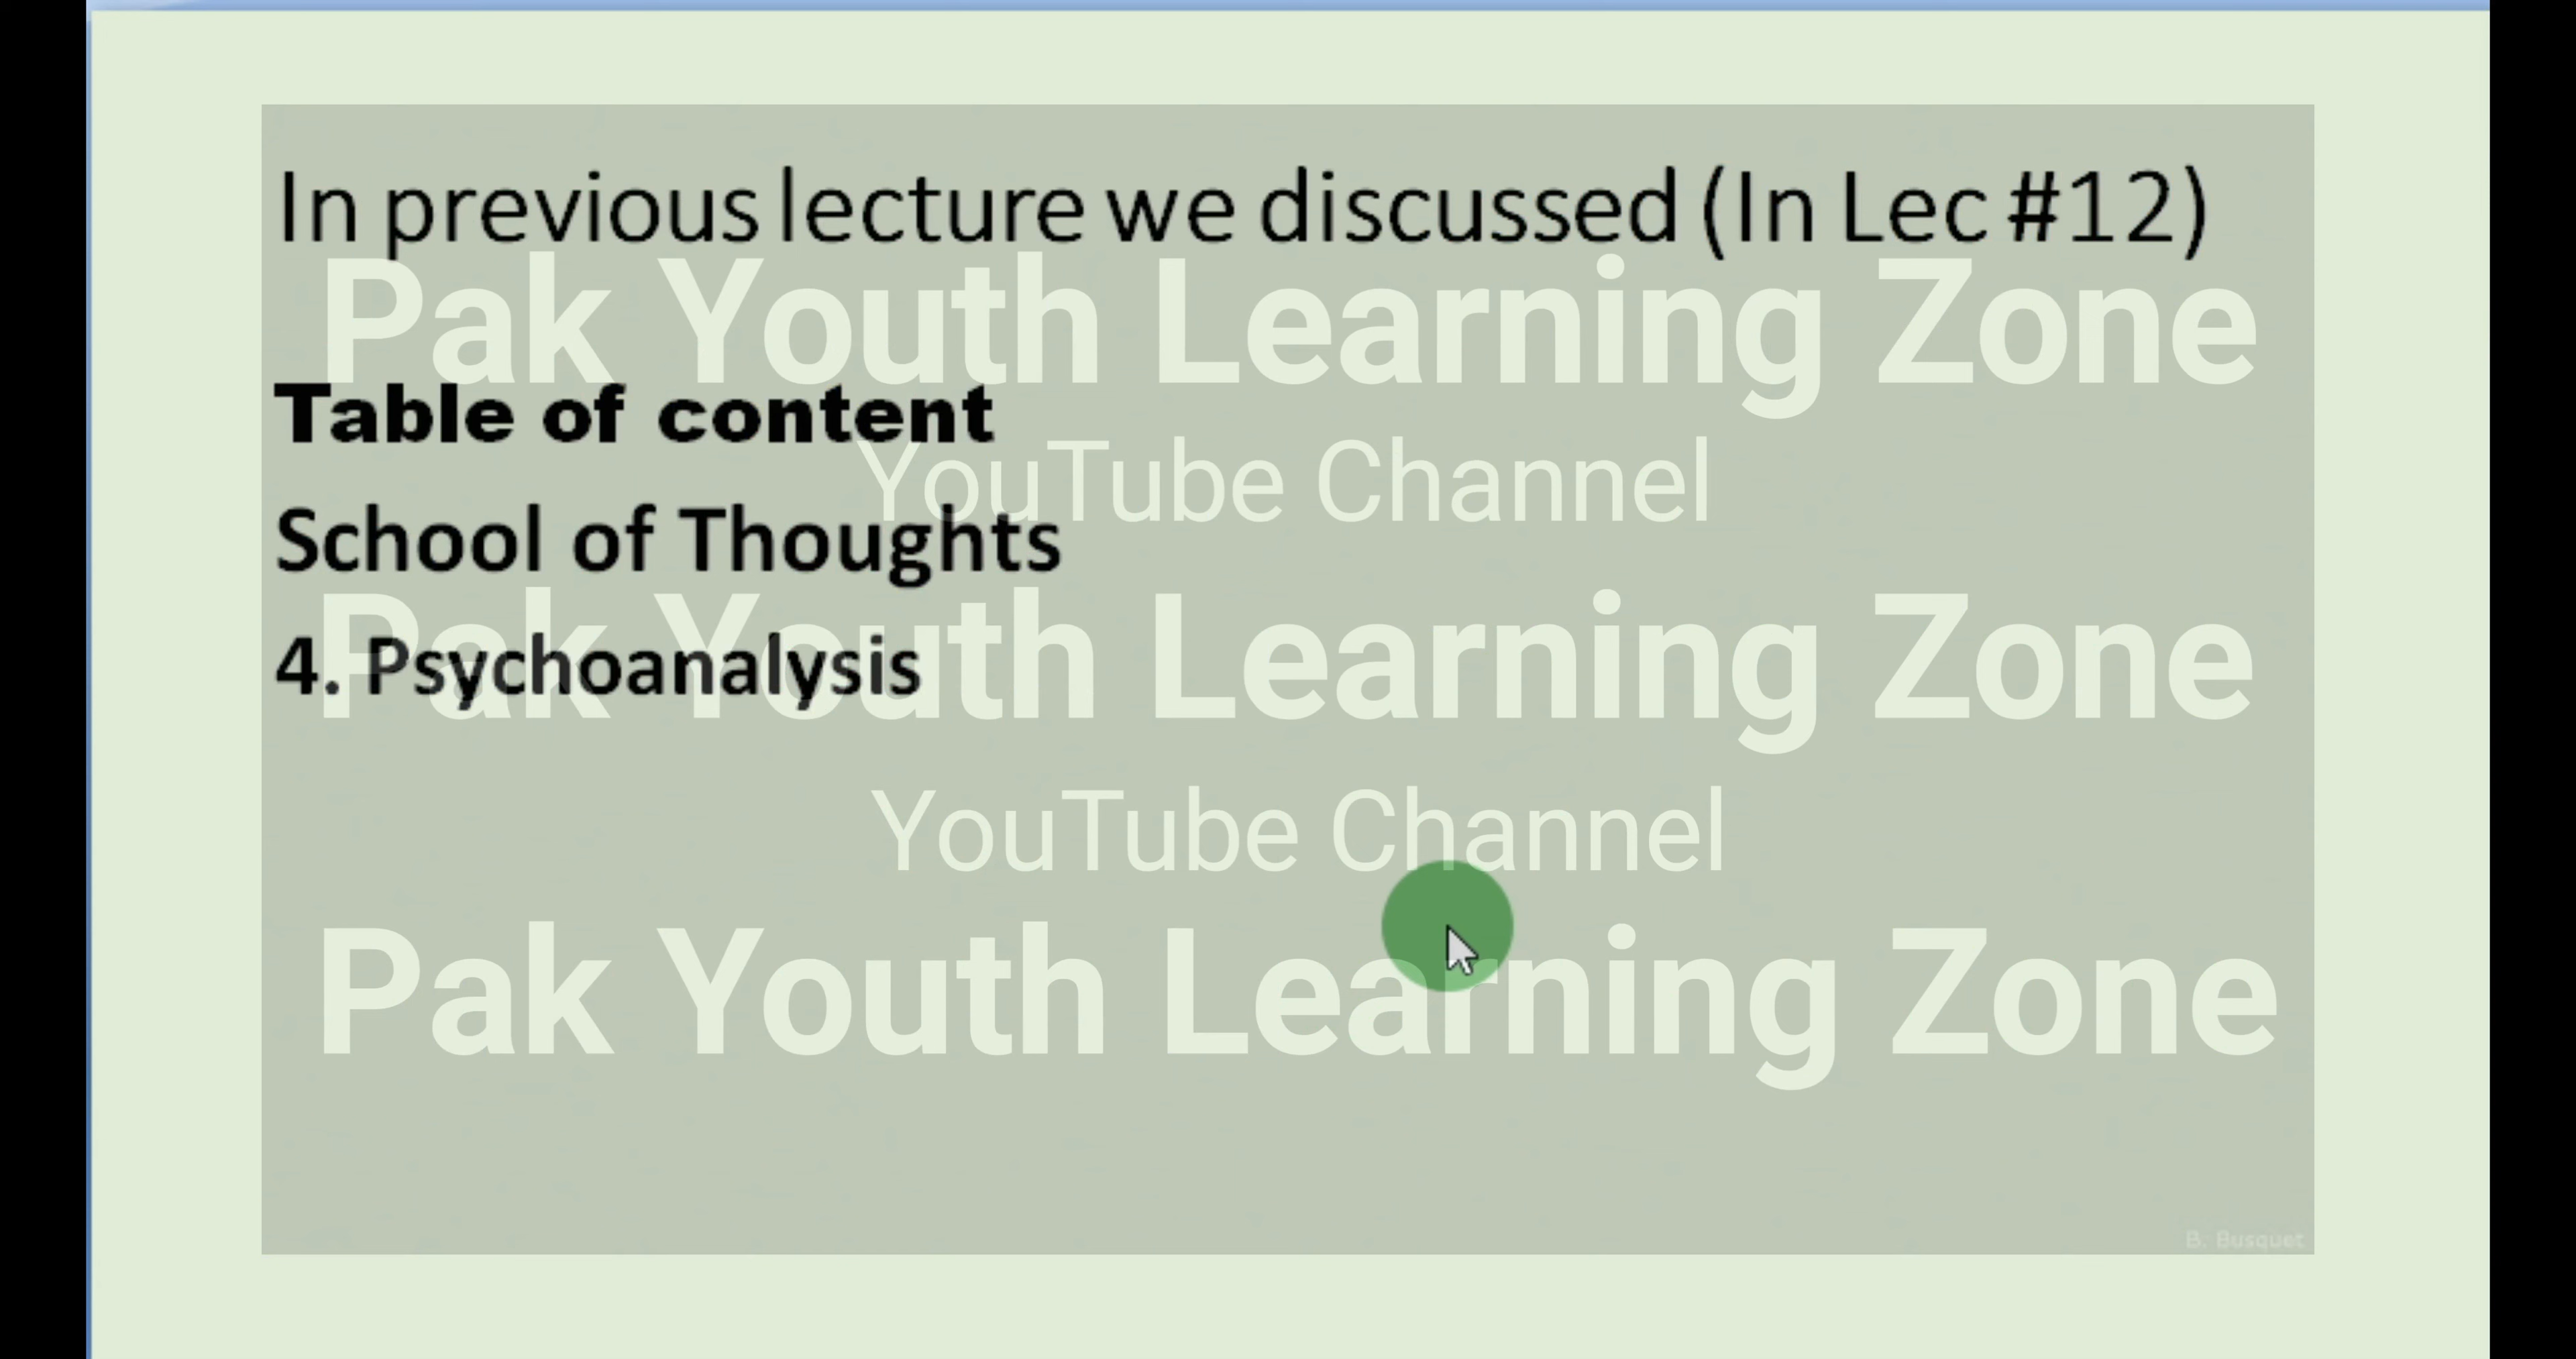 In previous lecture we discussed (In Lec #12)
Pak Youth Learning Zone
Table of content
YouTube Channel
School of Thoughts
Pak Youth Learning Zone
4. Psychoanalysis
YouTube Channel
Pak Youth Learning Zone
B. Busquet